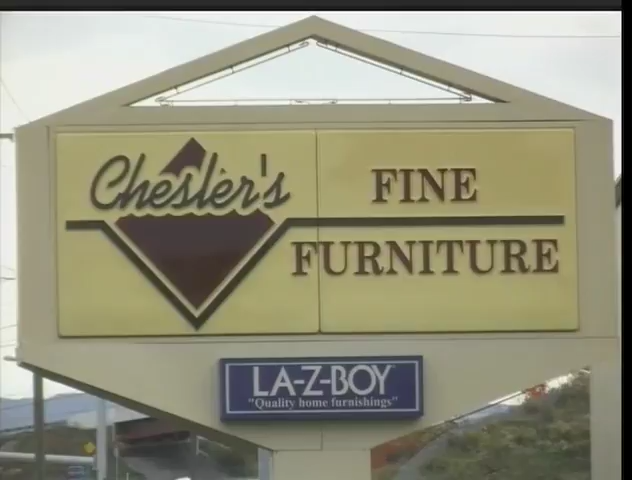 Chesler's
FINE
FURNITURE
LA-Z-BOY
"Quality home furnishings"